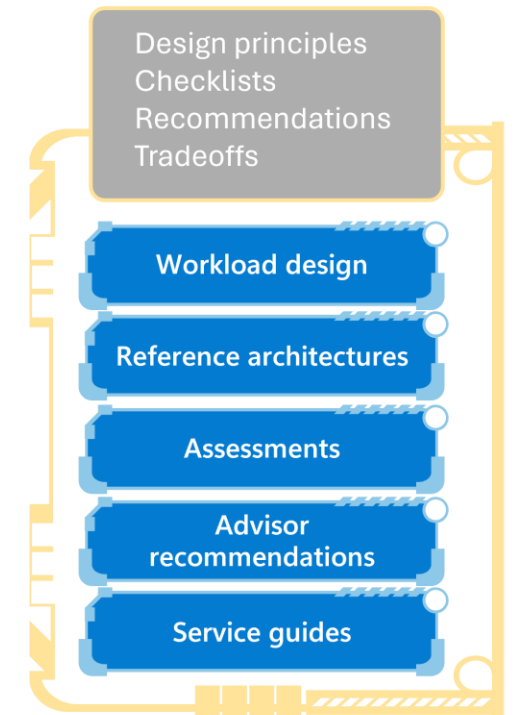 Design principles
Checklists
Recommendations
Tradeoffs
Workload design
Reference architectures
Assessments
Advisor
recommendations
Service guides